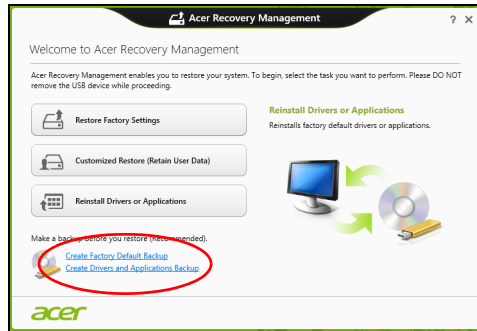 Acer Recovery Management
? X
Welcome to Acer Recovery Management
Acer Recovery Management enables you to restore your system. To begin, select the task you want to perform. Please DO NOT
remove the USB device while proceeding.
Restore Factory Settings
Customized Restore (Retain User Data)
Reinstall Drivers or Applications
Reinstall Drivers or Applications
Reinstalls factory default drivers or applications.
Make a backup before you restore (Recommended).
Create Factory Default Backup
Create Drivers and Applications Backup
acer